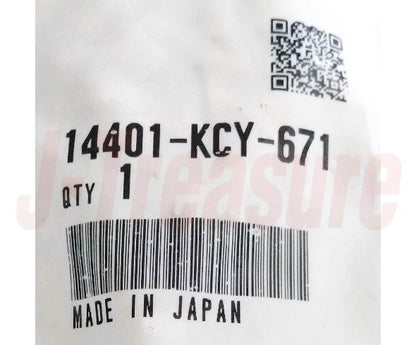 14401-KCY-671
J-Treasure
QTY 1
MADE IN JAPAN